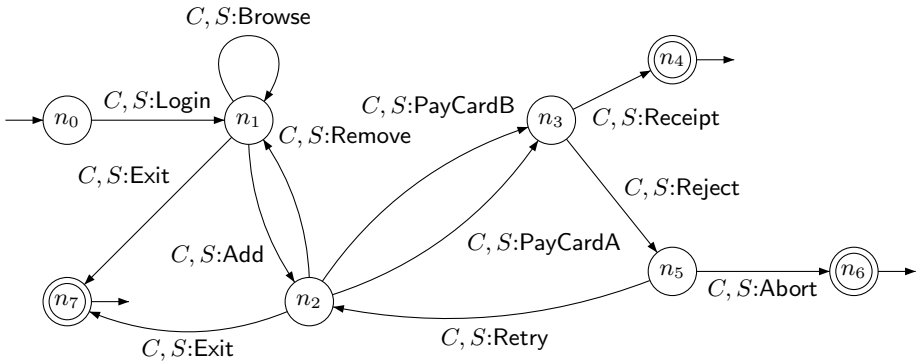 C, S:Browse
n₀
C, S:Login
n₁
C, S:Remove
C, S:PayCardB
n₃
n₄
C, S:Receipt
C, S:Exit
C, S:Reject
C, S:Add
C, S:PayCardA
n₇
n₂
n₅
C, S:Abort
n₆
C, S:Exit
C, S:Retry